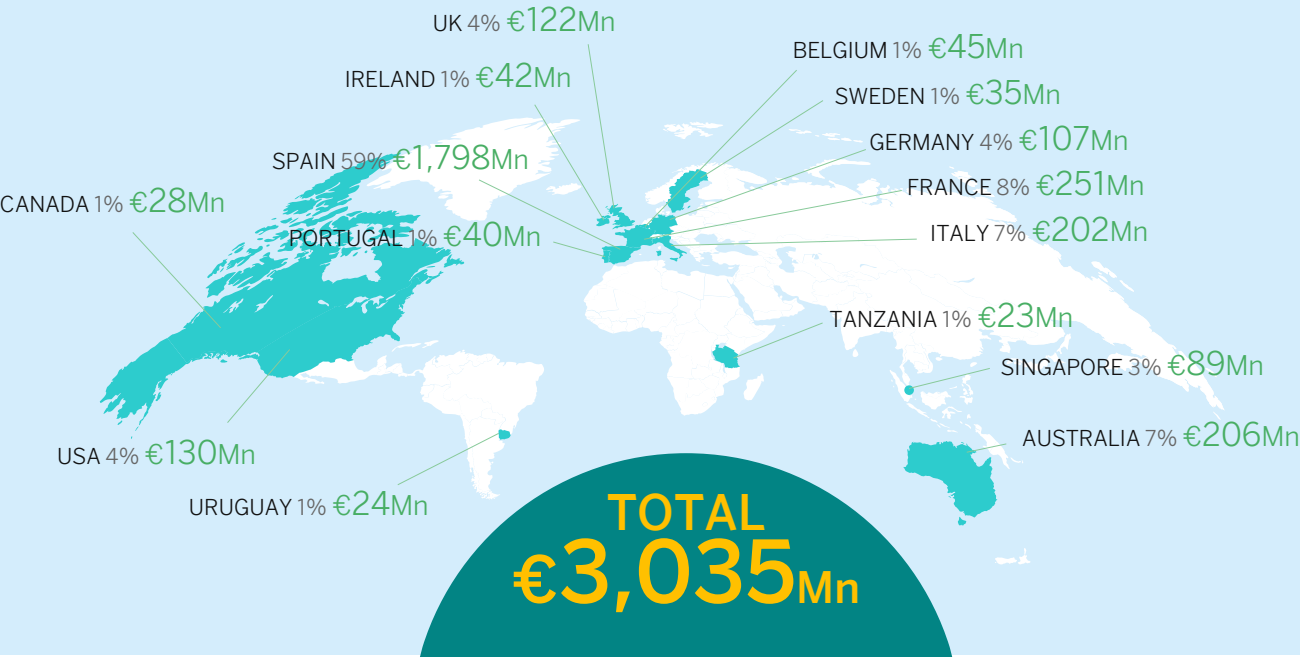 UK 4% €122Mn
BELGIUM 1% €45Mn
IRELAND 1% €42Mn
SWEDEN 1% €35Mn
GERMANY 4% €107Mn
SPAIN 59% €1,798Mn
FRANCE 8% €251Mn
CANADA 1% €28Mn
PORTUGAL 1% €40Mn
ITALY 7% €202Mn
TANZANIA 1% €23Mn
SINGAPORE 3% €89Mn
AUSTRALIA 7% €206Mn
USA 4% €130Mn
URUGUAY 1% €24Mn
TOTAL
€3,035Mn